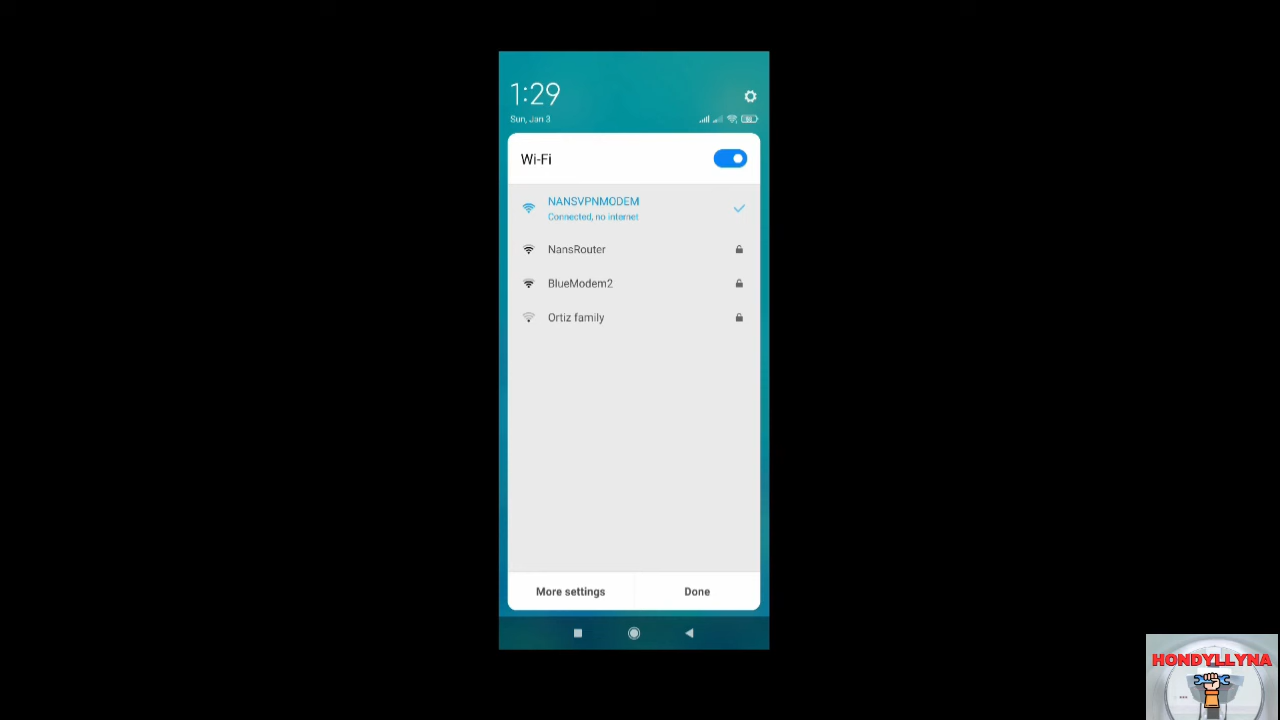 1:29
Sun, Jan 3
Wi-Fi
NANSVPNMODEM
Connected, no internet
NansRouter
BlueModem2
Ortiz family
More settings
Done
HONDYLLYNA